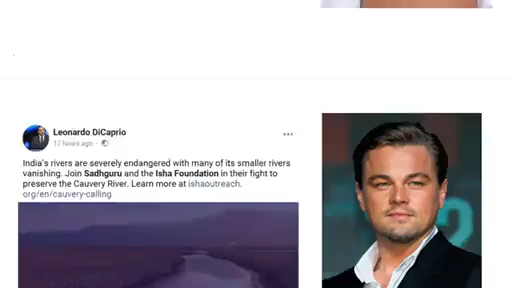 Leonardo DiCaprio
17 hours ago ·
India's rivers are severely endangered with many of its smaller rivers
vanishing. Join Sadhguru and the Isha Foundation in their fight to
preserve the Cauvery River. Learn more at ishaoutreach.
org/en/cauvery-calling